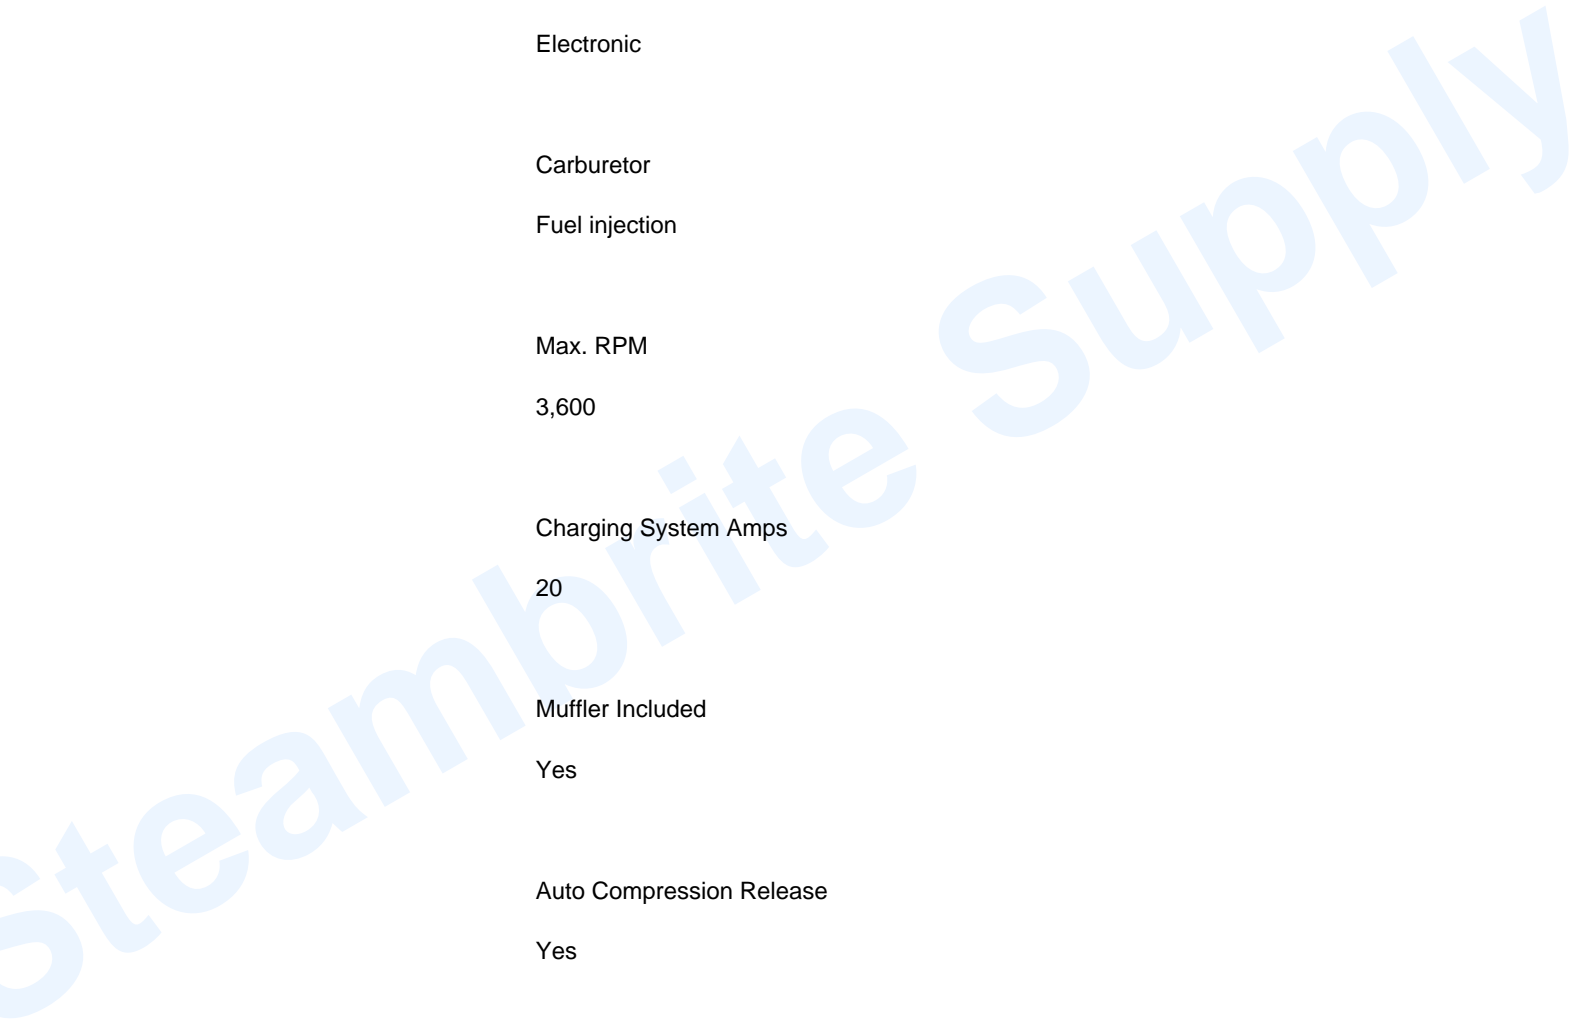 Electronic
Carburetor
Fuel injection
Max. RPM
3,600
Charging System Amps
20
Muffler Included
Yes
Auto Compression Release
Yes
Steambrite Supply